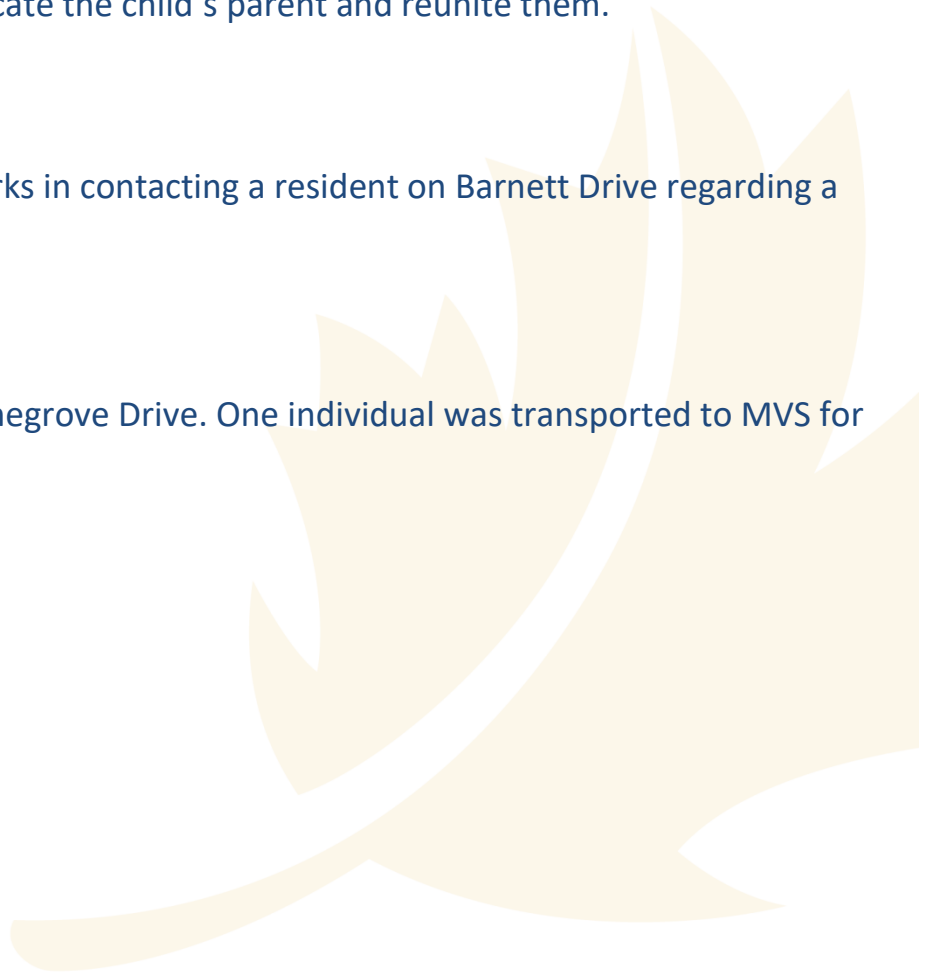 cate the child's parent and reunite them.
rks in contacting a resident on Barnett Drive regarding a
negrove Drive. One individual was transported to MVS for